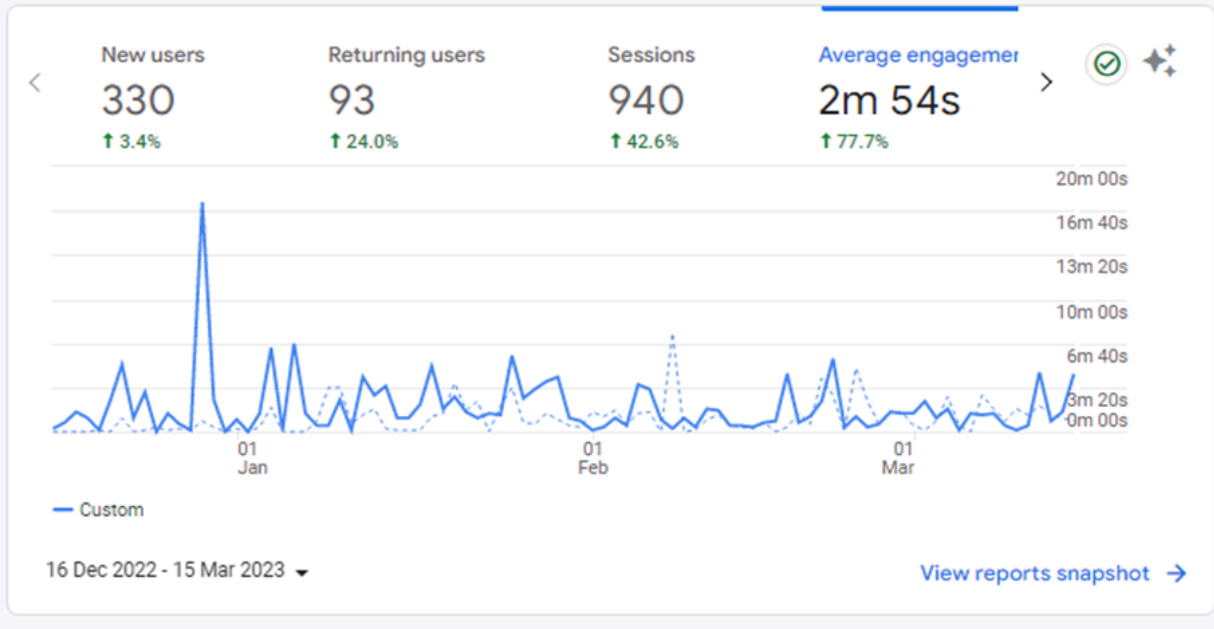 New users
330
↑ 3.4%
Returning users
93
↑ 24.0%
Sessions
940
↑ 42.6%
Average engagemer
2m 54s
↑ 77.7%
20m 00s
16m 40s
13m 20s
10m 00s
6m 40s
3m 20s
0m 00s
01
Jan
01
Feb
01
Mar
Custom
16 Dec 2022 - 15 Mar 2023
View reports snapshot →